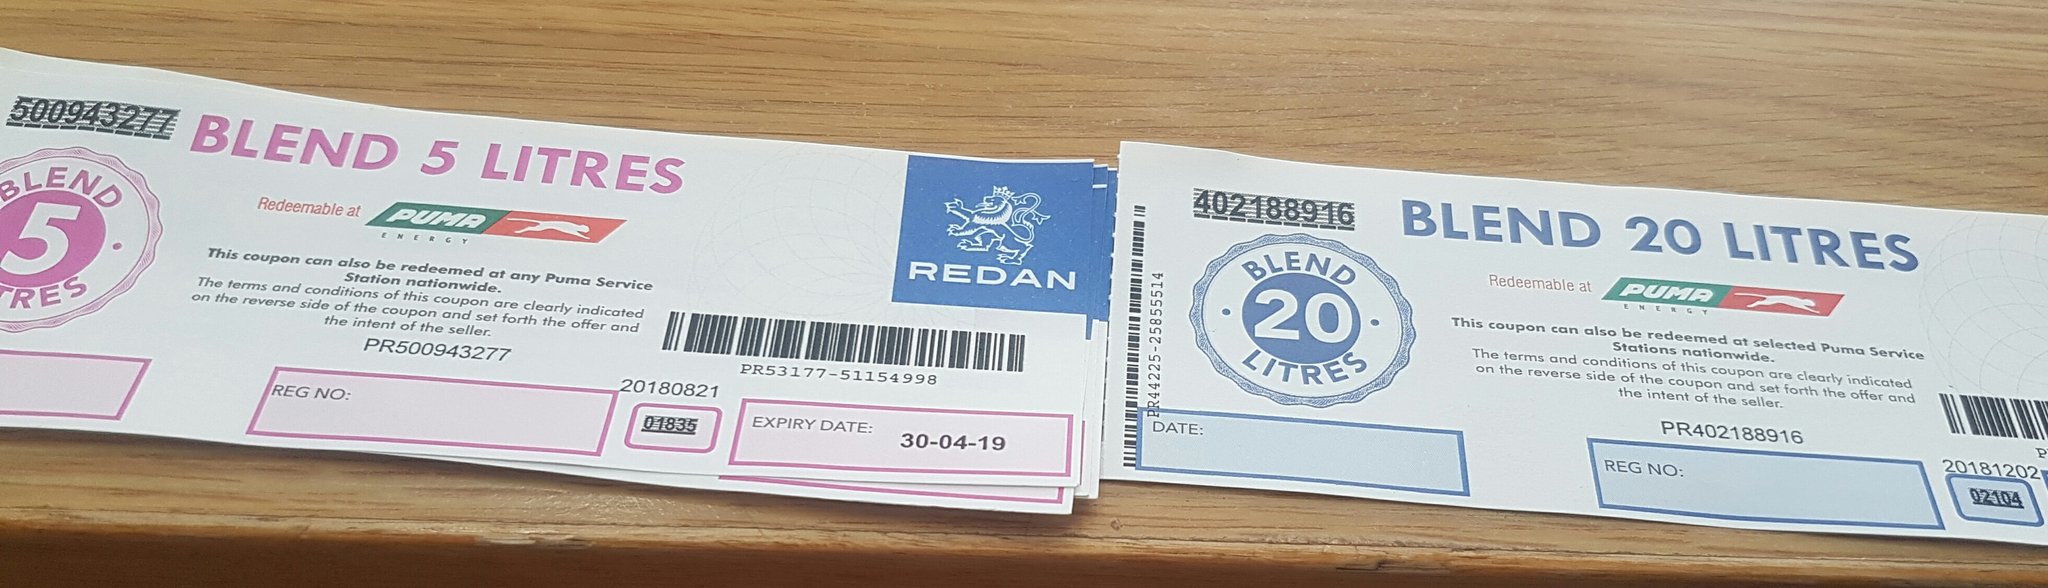 500943277
BLEND 5 LITRES
BLEND
5
TRES
Redeemable at PUMA
ENERGY
This coupon can also be redeemed at any Puma Service
Station nationwide.
The terms and conditions of this coupon are clearly indicated
on the reverse side of the coupon and set forth the offer and
the intent of the seller.
PR500943277
REDAN
PR53177-51154998
REG NO:
20180821
01835
EXPIRY DATE:
30-04-19
PR44225-25855514
402188916
BLEND 20 LITRES
BLEND
20
LITRES
Redeemable at PUMA
ENERGY
This coupon can also be redeemed at selected Puma Service
Stations nationwide.
The terms and conditions of this coupon are clearly indicated
on the reverse side of the coupon and set forth the offer and
the intent of the seller.
PR402188916
DATE:
REG NO:
P
20181202
02104